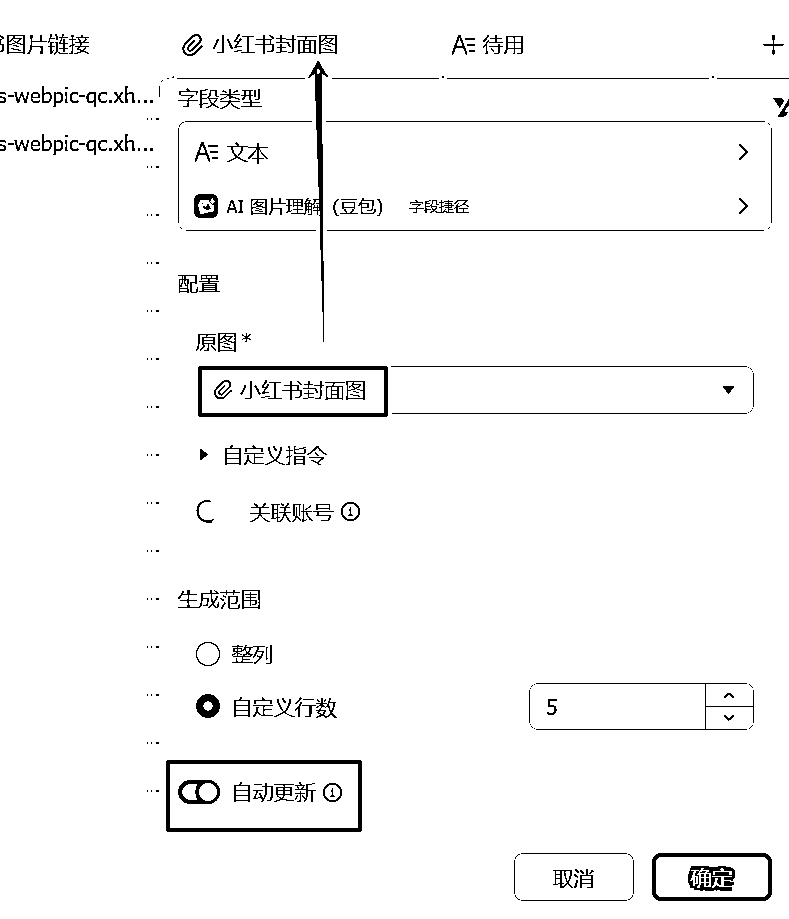 书图片链接 小红书封面图 待用
s-webpic-qc.xh...
s-webpic-qc.xh...
字段类型
文本
AI 图片理解（豆包） 字段捷径
配置
原图*
小红书封面图
自定义指令
关联账号
生成范围
整列
自定义行数 5
自动更新
取消 确定